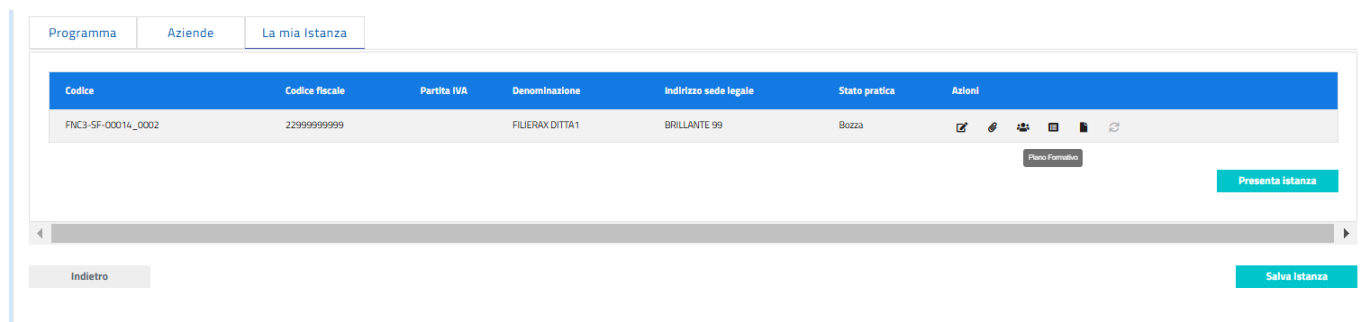 Programma Aziende La mia Istanza
Codice Codice fiscale Partita IVA Denominazione Indirizzo sede legale Stato pratica Azioni
FNC3-SF-00014_0002 22999999999 FILIERAX DITTA1 BRILLANTE 99 Bozza
Piano Formativo
Presenta istanza
Indietro Salva Istanza